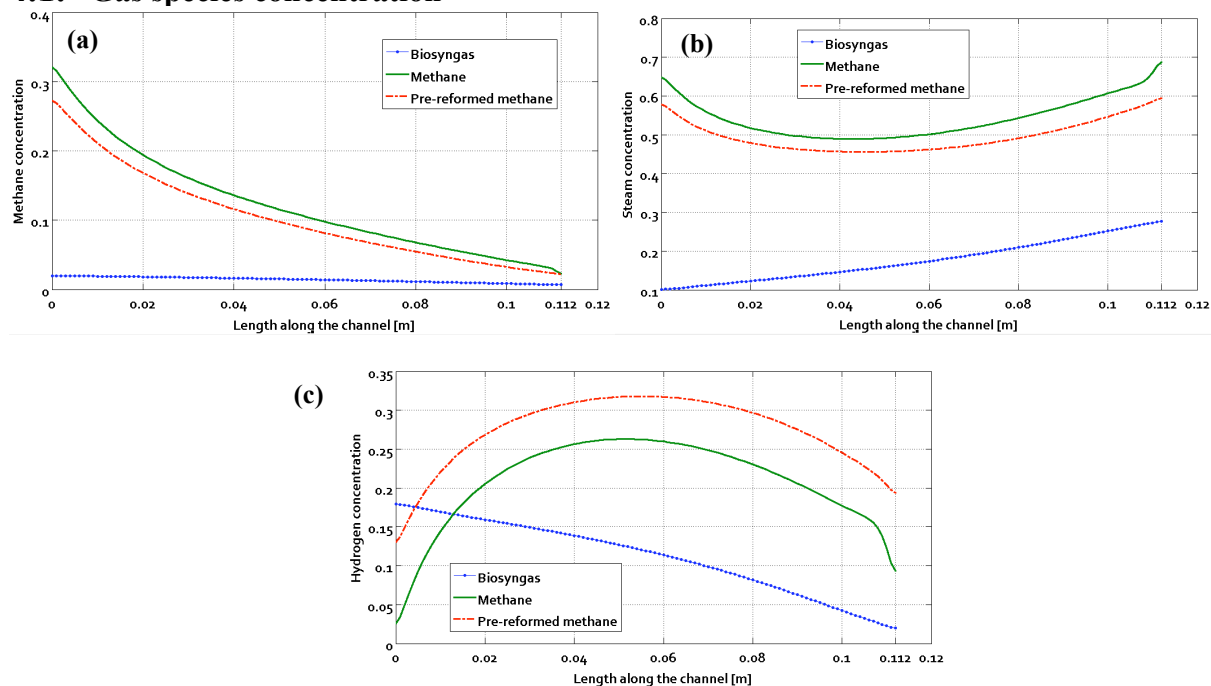 (a)
0.4
0.3
0.2
0.1
0
Methane concentration
Biosyngas
Methane
Pre-reformed methane
0 0.02 0.04 0.06 0.08 0.1 0.112 0.12
Length along the channel [m]
(b)
0.8
0.7
0.6
0.5
0.4
0.3
0.2
0.1
Steam concentration
Biosyngas
Methane
Pre-reformed methane
0 0.02 0.04 0.06 0.08 0.1 0.112 0.12
Length along the channel [m]
(c)
0.35
0.3
0.25
0.2
0.15
0.1
0.05
0
Hydrogen concentration
Biosyngas
Methane
Pre-reformed methane
0 0.02 0.04 0.06 0.08 0.1 0.112 0.12
Length along the channel [m]